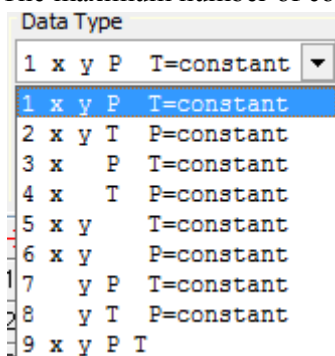 Data Type
1 x y P T=constant
1 x y P T=constant
2 x y T P=constant
3 x P T=constant
4 x T P=constant
5 x y T=constant
6 x y P=constant
7 y P T=constant
8 y T P=constant
9 x y P T